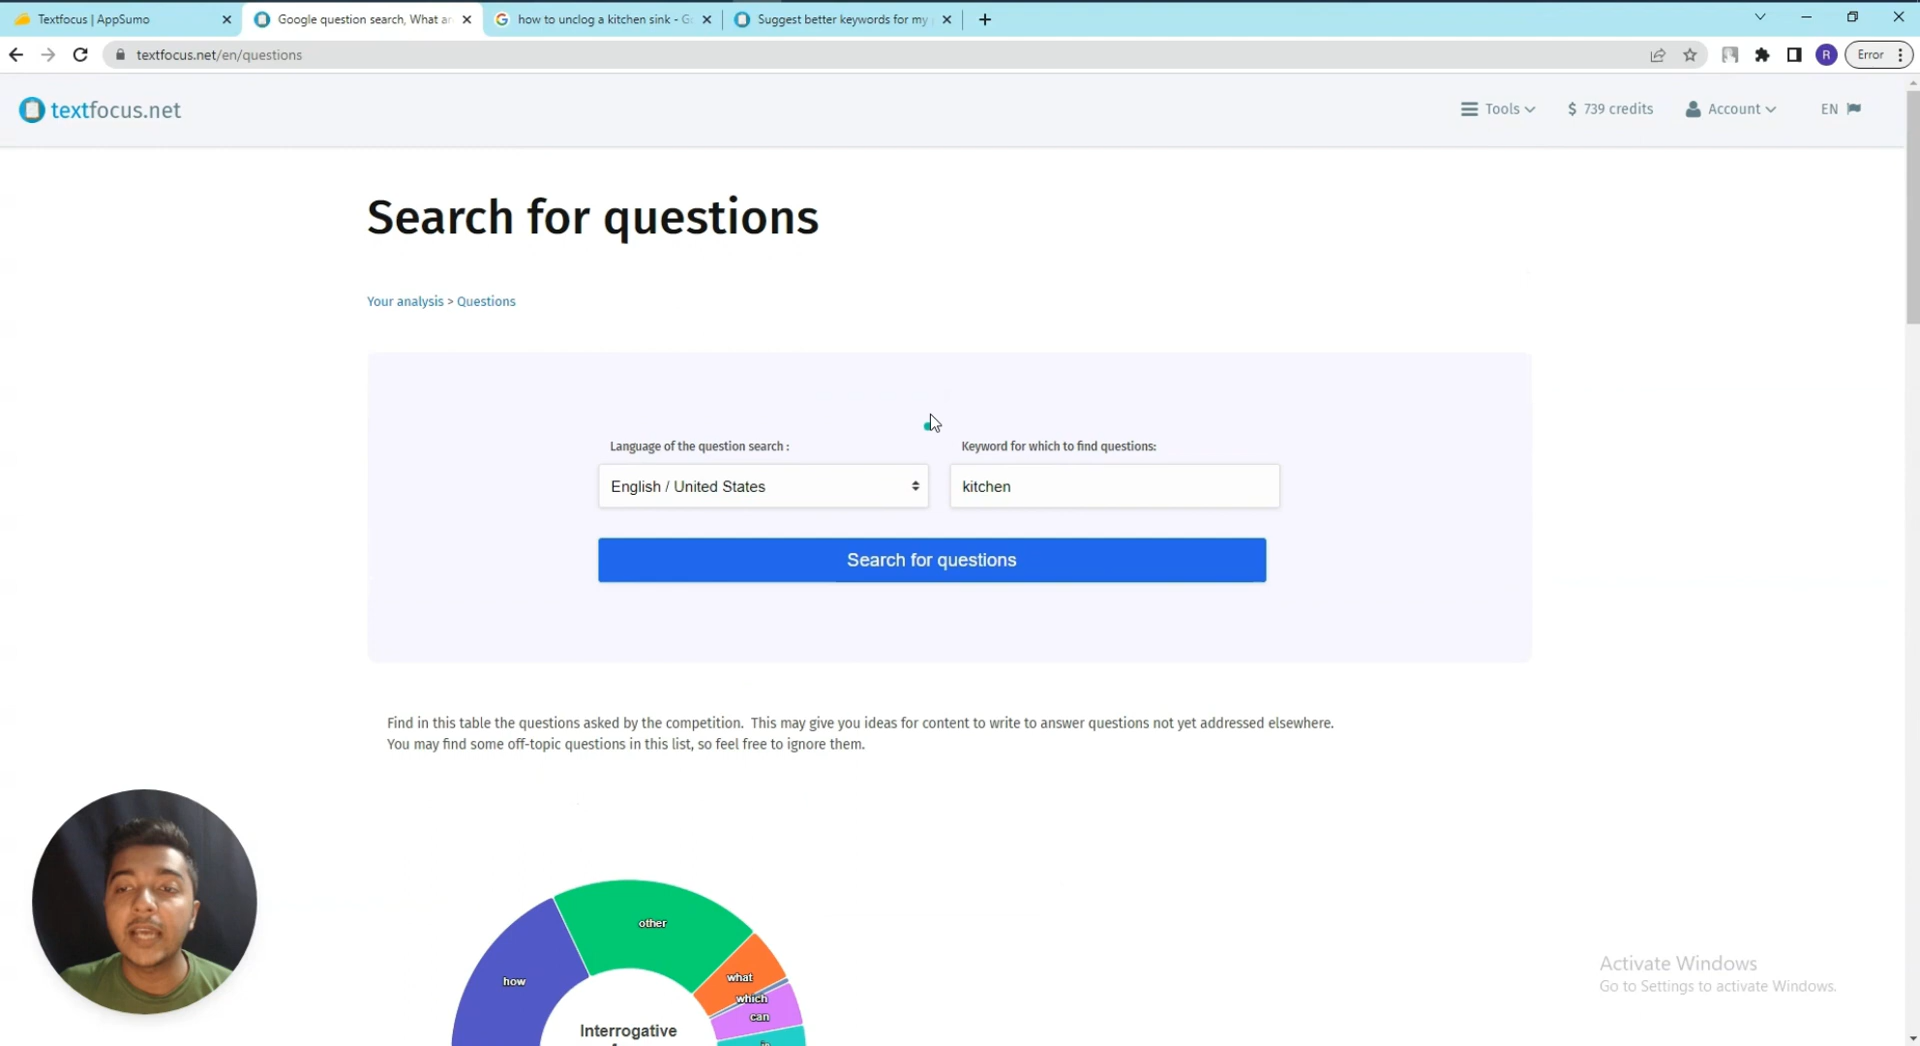 Textfocus | AppSumo
Google question search, What ar
how to unclog a kitchen sink - G
Suggest better keywords for my
textfocus.net/en/questions
R
Error
textfocus.net
Tools
$ 739 credits
Account
EN
Search for questions
Your analysis > Questions
Language of the question search :
Keyword for which to find questions:
English / United States
kitchen
Search for questions
Find in this table the questions asked by the competition. This may give you ideas for content to write to answer questions not yet addressed elsewhere.
You may find some off-topic questions in this list, so feel free to ignore them.
other
how
what
which
can
Interrogative
Activate Windows
Go to Settings to activate Windows.